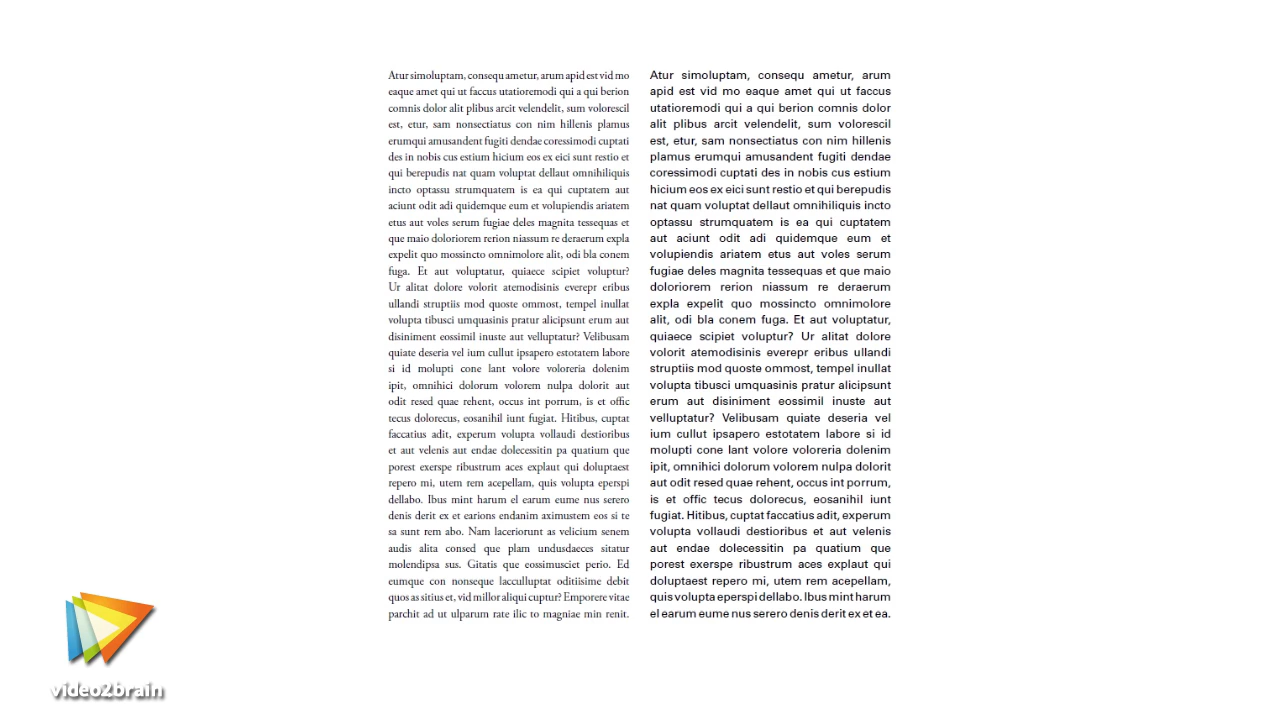 Atur simoluptam, consequ ametur, arum apid est vid mo
eaque amet qui ut faccus utatioremodi qui a qui berion
comnis dolor alit plibus arcit velendelit, sum volorescil
est, etur, sam nonsectiatus con nim hillenis plamus
erumqui amusandent fugiti dendae coressimodi cuptati
des in nobis cus estium hicium eos ex eici sunt restio et
qui berepudis nat quam voluptat dellaut omnihiliquis
incto optassu strumquatem is ea qui cuptatem aut
aciunt odit adi quidemque eum et volupiendis ariatem
etus aut voles serum fugiae deles magnita tessequas et
que maio doloriorem rerion niassum re deraerum expla
expelit quo mossincto omnimolore alit, odi bla conem
fuga. Et aut voluptatur, quiaece scipiet voluptur?
Ur alitat dolore volorit atemodisinis everepr eribus
ullandi struptiis mod quoste ommost, tempel inullat
volupta tibusci umquasinis pratur alicipsunt erum aut
disiniment eossimil inuste aut velluptatur? Velibusam
quiate deseria vel ium cullut ipsapero estotatem labore
si id molupti cone lant volore voloreria dolenim
ipit, omnihici dolorum volorem nulpa dolorit aut
odit resed quae rehent, occus int porrum, is et offic
tecus dolorecus, eosanihil iunt fugiat. Hitibus, cuptat
faccatius adit, experum volupta vollaudi destioribus
et aut velenis aut endae dolecessitin pa quatium que
porest exerspe ribustrum aces explaut qui doluptaest
repero mi, utem rem acepellam, quis volupta eperspi
dellabo. Ibus mint harum el earum eume nus serero
denis derit ex et earions endanim aximustem eos si te
sa sunt rem abo. Nam laceriorunt as velicium senem
audis alita consed que plam undusdaeces sitatur
molendipsa sus. Gitatis que eossimusciet perio. Ed
eumque con nonseque lacculluptat oditiisime debit
quos as sitius et, vid millor aliqui cuptur? Emporere vitae
parchit ad ut ulparum rate ilic to magniae min renit.
Atur simoluptam, consequ ametur, arum
apid est vid mo eaque amet qui ut faccus
utatioremodi qui a qui berion comnis dolor
alit plibus arcit velendelit, sum volorescil
est, etur, sam nonsectiatus con nim hillenis
plamus erumqui amusandent fugiti dendae
coressimodi cuptati des in nobis cus estium
hicium eos ex eici sunt restio et qui berepudis
nat quam voluptat dellaut omnihiliquis incto
optassu strumquatem is ea qui cuptatem
aut aciunt odit adi quidemque eum et
volupiendis ariatem etus aut voles serum
fugiae deles magnita tessequas et que maio
doloriorem rerion niassum re deraerum
expla expelit quo mossincto omnimolore
alit, odi bla conem fuga. Et aut voluptatur,
quiaece scipiet voluptur? Ur alitat dolore
volorit atemodisinis everepr eribus ullandi
struptiis mod quoste ommost, tempel inullat
volupta tibusci umquasinis pratur alicipsunt
erum aut disiniment eossimil inuste aut
velluptatur? Velibusam quiate deseria vel
ium cullut ipsapero estotatem labore si id
molupti cone lant volore voloreria dolenim
ipit, omnihici dolorum volorem nulpa dolorit
aut odit resed quae rehent, occus int porrum,
is et offic tecus dolorecus, eosanihil iunt
fugiat. Hitibus, cuptat faccatius adit, experum
volupta vollaudi destioribus et aut velenis
aut endae dolecessitin pa quatium que
porest exerspe ribustrum aces explaut qui
doluptaest repero mi, utem rem acepellam,
quis volupta eperspi dellabo. Ibus mint harum
el earum eume nus serero denis derit ex et ea.
video2brain